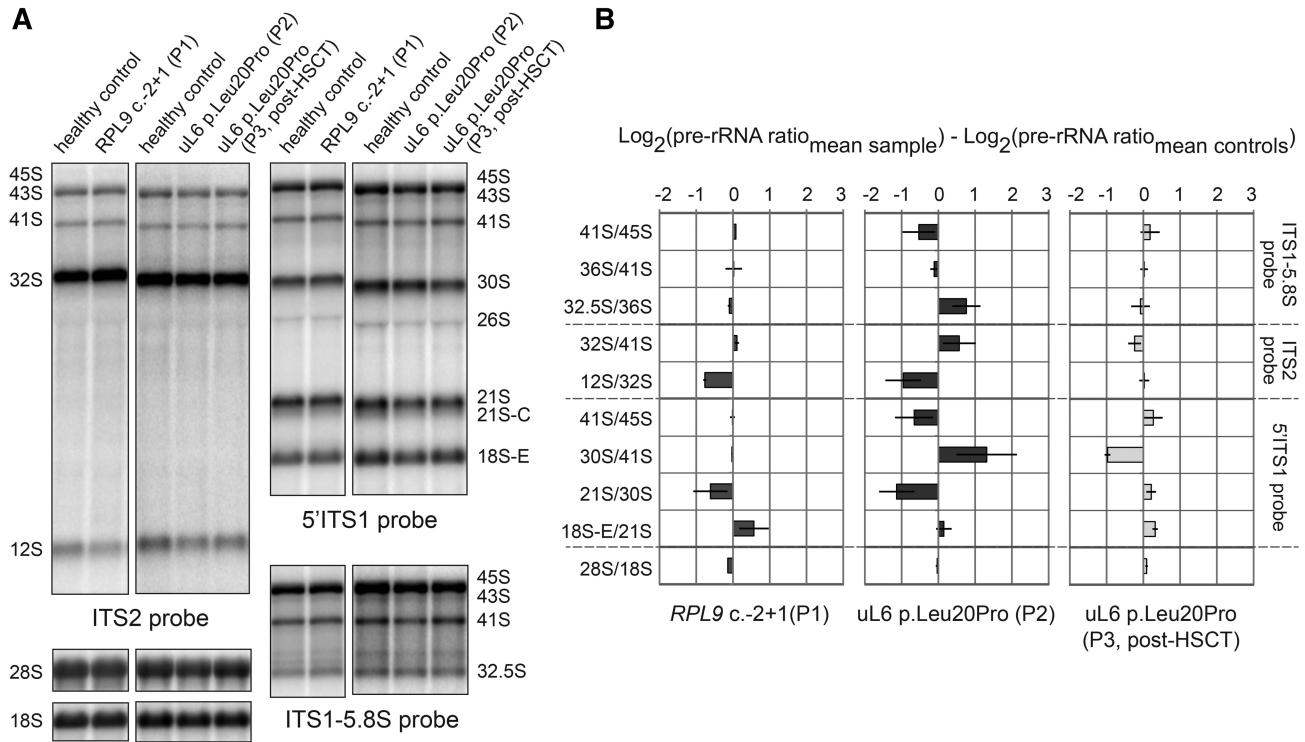 A
healthy control
RPL9 c.-2+1 (P1)
healthy control
uL6 p.Leu20Pro (P2)
uL6 p.Leu20Pro
(P3, post-HSCT)
45S
43S
41S
32S
12S
ITS2 probe
28S
18S
healthy control
RPL9 c.-2+1 (P1)
healthy control
uL6 p.Leu20Pro (P2)
uL6 p.Leu20Pro
(P3, post-HSCT)
45S
43S
41S
30S
26S
21S
21S-C
18S-E
5'ITS1 probe
45S
43S
41S
32.5S
ITS1-5.8S probe
B
Log2(pre-rRNA ratio mean sample) - Log2(pre-rRNA ratio mean controls)
-2 -1 0 1 2 3 -2 -1 0 1 2 3 -2 -1 0 1 2 3
41S/45S
36S/41S
32.5S/36S
32S/41S
12S/32S
41S/45S
30S/41S
21S/30S
18S-E/21S
28S/18S
ITS1-5.8S
probe
ITS2
probe
5'ITS1 probe
RPL9 c.-2+1(P1)
uL6 p.Leu20Pro (P2)
uL6 p.Leu20Pro
(P3, post-HSCT)